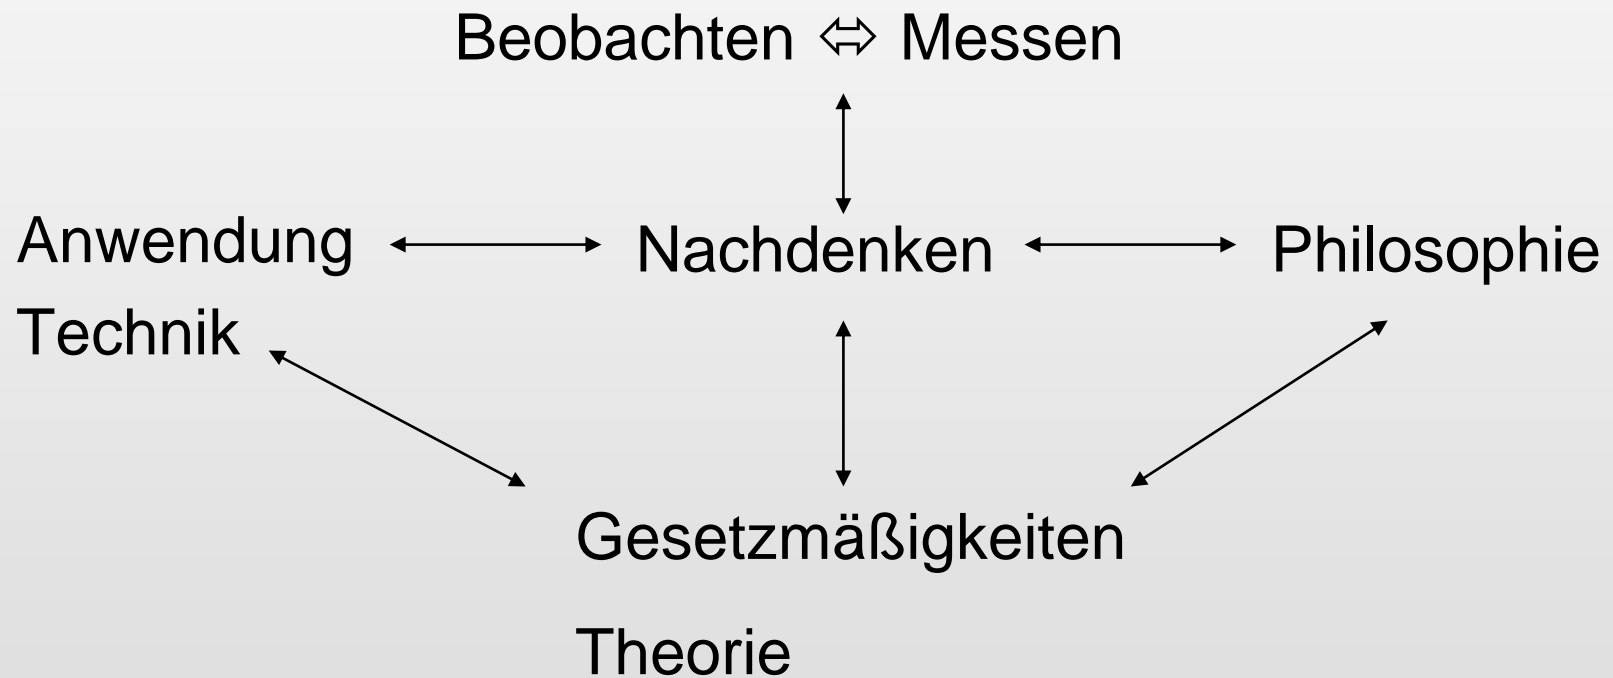 Beobachten ⬄ Messen
Anwendung Nachdenken Philosophie
Technik
Gesetzmäßigkeiten
Theorie